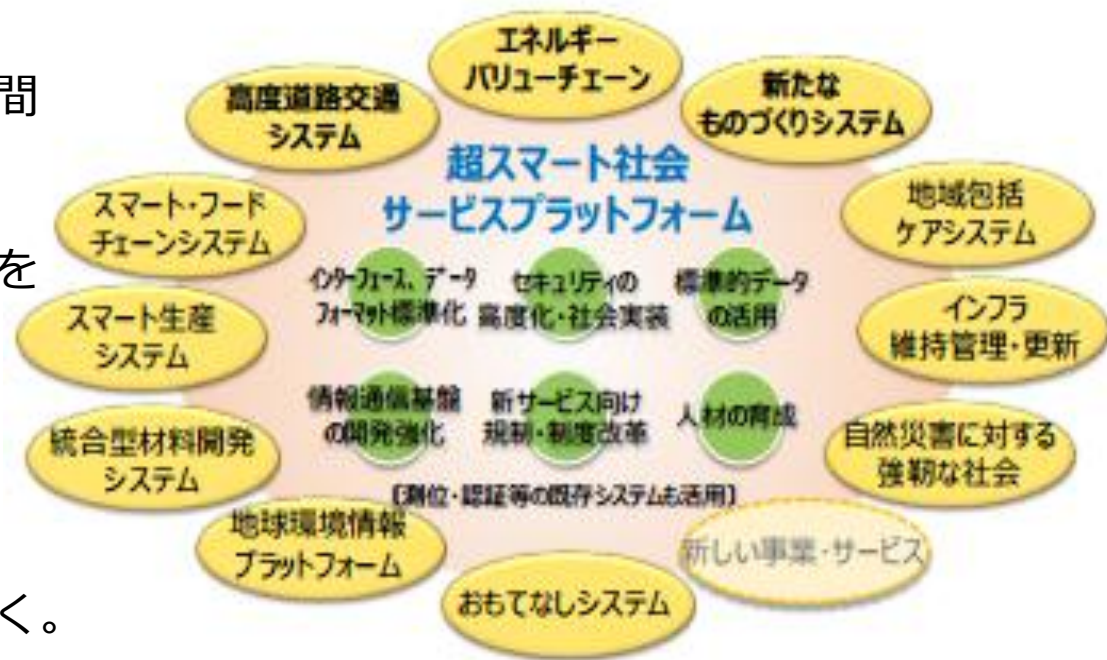 間
を
く。
エネルギー
バリューチェーン
高度道路交通
システム
新たな
ものづくりシステム
超スマート社会
サービスプラットフォーム
スマート・フード
チェーンシステム
地域包括
ケアシステム
インターフェース、データ
フォーマット標準化
セキュリティの
高度化・社会実装
標準的データ
の活用
スマート生産
システム
インフラ
維持管理・更新
情報通信基盤
の開発強化
新サービス向け
規制・制度改革
人材の育成
統合型材料開発
システム
自然災害に対する
強靭な社会
〔測位・認証等の既存システムも活用〕
地球環境情報
プラットフォーム
新しい事業・サービス
おもてなしシステム